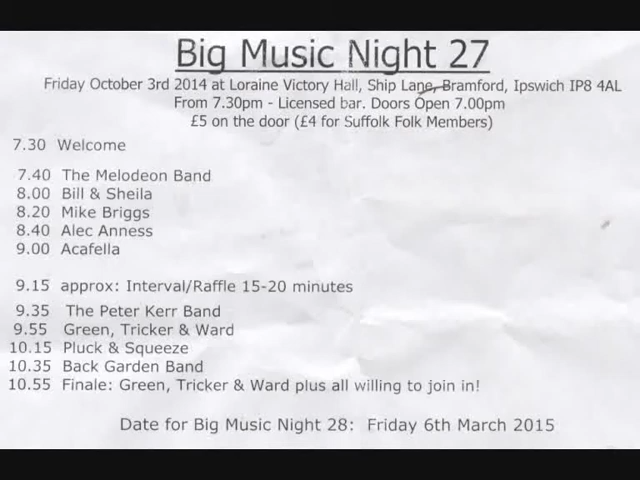 Big Music Night 27
Friday October 3rd 2014 at Loraine Victory Hall, Ship Lane, Bramford, Ipswich IP8 4AL
From 7.30pm - Licensed bar. Doors Open 7.00pm
£5 on the door (£4 for Suffolk Folk Members)
7.30 Welcome
7.40 The Melodeon Band
8.00 Bill & Sheila
8.20 Mike Briggs
8.40 Alec Anness
9.00 Acafella
9.15 approx: Interval/Raffle 15-20 minutes
9.35 The Peter Kerr Band
9.55 Green, Tricker & Ward
10.15 Pluck & Squeeze
10.35 Back Garden Band
10.55 Finale: Green, Tricker & Ward plus all willing to join in!
Date for Big Music Night 28: Friday 6th March 2015